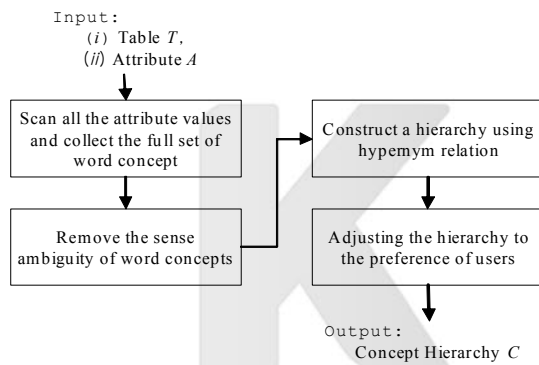 Input:
(i) Table T,
(ii) Attribute A
Scan all the attribute values
and collect the full set of
word concept
Remove the sense
ambiguity of word concepts
Construct a hierarchy using
hypernym relation
Adjusting the hierarchy to
the preference of users
Output:
Concept Hierarchy C